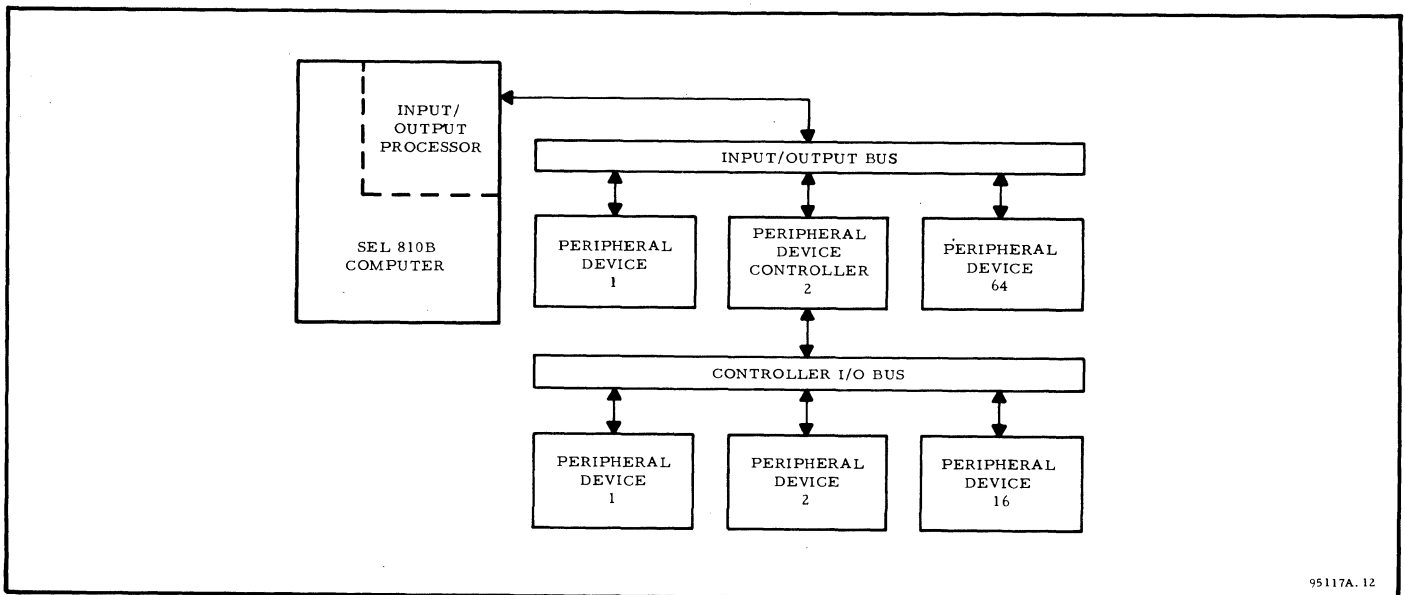 INPUT/
OUTPUT
PROCESSOR
SEL 810B
COMPUTER
INPUT/OUTPUT BUS
PERIPHERAL
DEVICE
1
PERIPHERAL
DEVICE
CONTROLLER
2
PERIPHERAL
DEVICE
64
CONTROLLER I/O BUS
PERIPHERAL
DEVICE
1
PERIPHERAL
DEVICE
2
PERIPHERAL
DEVICE
16
95117A.12